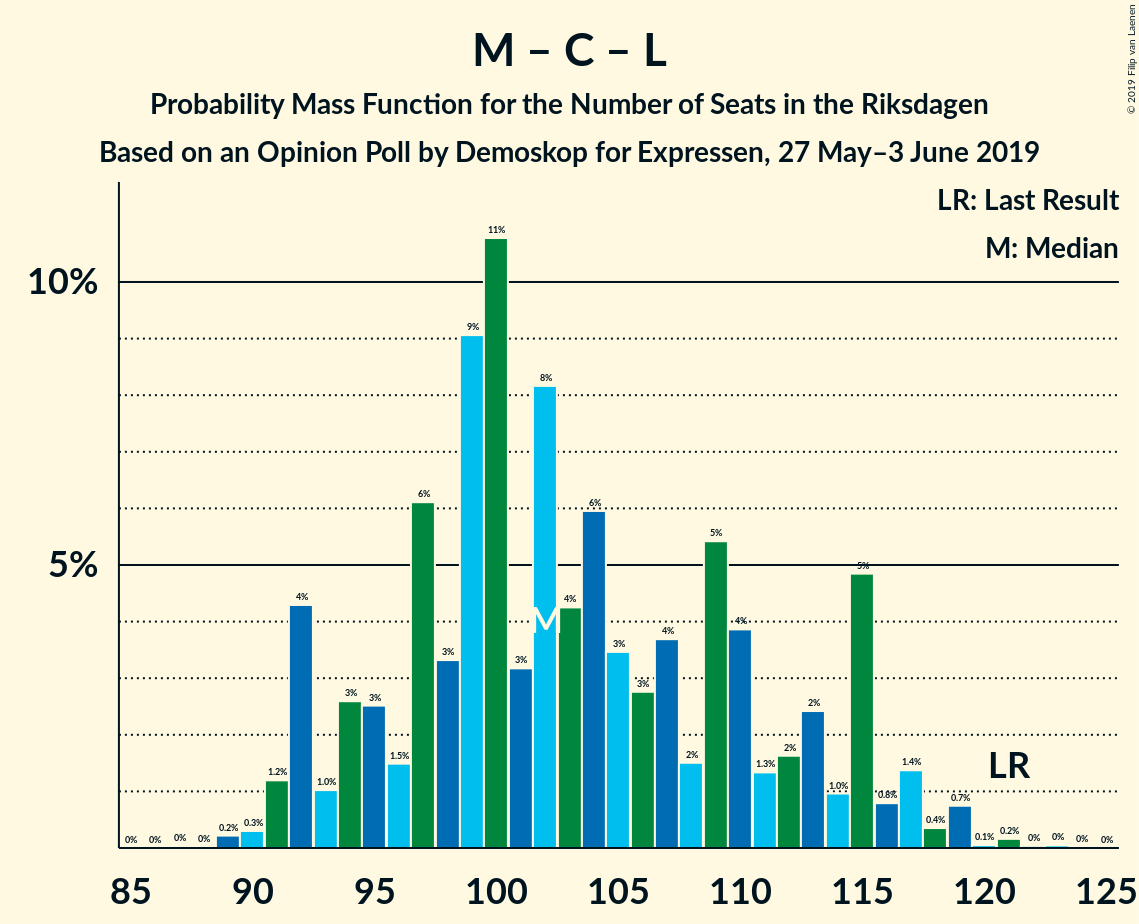 M – C – L
Probability Mass Function for the Number of Seats in the Riksdagen
Based on an Opinion Poll by Demoskop for Expressen, 27 May–3 June 2019
© 2019 Filip van Laenen
LR: Last Result
M: Median
10%
5%
0% 0% 0% 0% 0.2% 0.3% 1.2% 4% 1.0% 3% 3% 1.5% 6% 3% 9% 11% 3% 8% 4% 6% 3% 3% 4% 2% 5% 4% 1.3% 2% 2% 1.0% 5% 0.8% 1.4% 0.4% 0.7% 0.1% 0.2% 0% 0% 0% 0%
M
LR
85 90 95 100 105 110 115 120 125